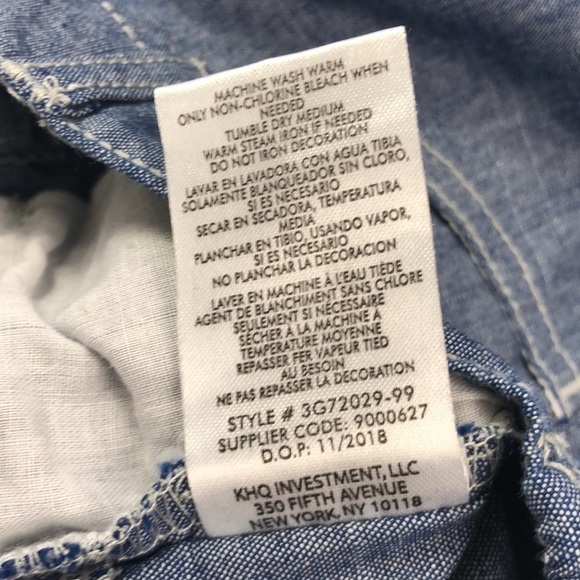 MACHINE WASH WARM
ONLY NON-CHLORINE BLEACH WHEN
NEEDED
TUMBLE DRY MEDIUM
WARM STEAM IRON IF NEEDED
DO NOT IRON DECORATION
LAVAR EN LAVADORA CON AGUA TIBIA
SOLAMENTE BLANQUEADOR SIN CLORO,
SI ES NECESARIO
SECAR EN SECADORA, TEMPERATURA
MEDIA
PLANCHAR EN TIBIO, USANDO VAPOR,
SI ES NECESARIO
NO PLANCHAR LA DECORACION
LAVER EN MACHINE À L'EAU TIÈDE
AGENT DE BLANCHIMENT SANS CHLORE
SEULEMENT SI NÉCESSAIRE
SÉCHER À LA MACHINE A
TEMPERATURE MOYENNE
REPASSER FER VAPEUR TIED
AU BESOIN
NE PAS REPASSER LA DECORATION
STYLE # 3G72029-99
SUPPLIER CODE: 9000627
D.O.P: 11/2018
KHQ INVESTMENT, LLC
350 FIFTH AVENUE
NEW YORK, NY 10118